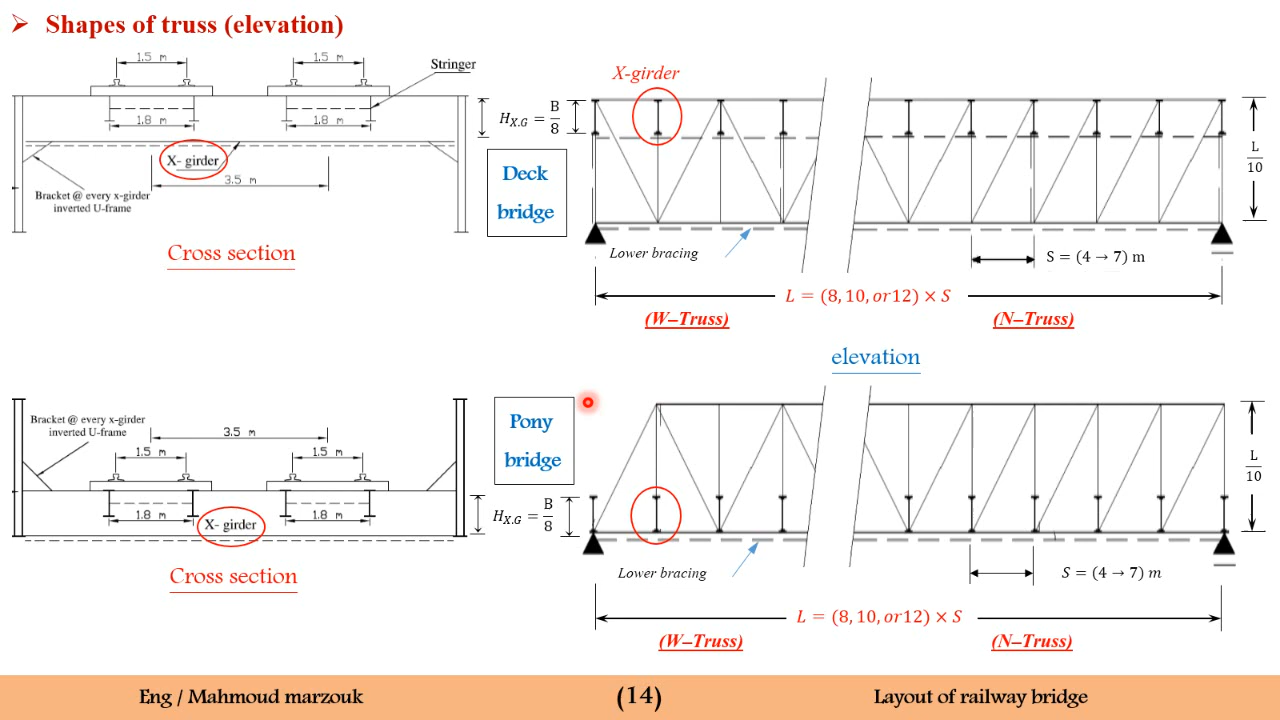 ➢ Shapes of truss (elevation)
1.5 m
1.5 m
Stringer
1.8 m
1.8 m
X- girder
3.5 m
Bracket @ every x-girder
inverted U-frame
Cross section
H_{X.G} = B/8
Deck
bridge
X-girder
L/10
Lower bracing
S = (4 → 7) m
L = (8, 10, or12) × S
(W–Truss)
(N–Truss)
elevation
Bracket @ every x-girder
inverted U-frame
3.5 m
1.5 m
1.5 m
1.8 m
X- girder
1.8 m
Cross section
Pony
bridge
H_{X.G} = B/8
L/10
Lower bracing
S = (4 → 7) m
L = (8, 10, or12) × S
(W–Truss)
(N–Truss)
Eng / Mahmoud marzouk
(14)
Layout of railway bridge